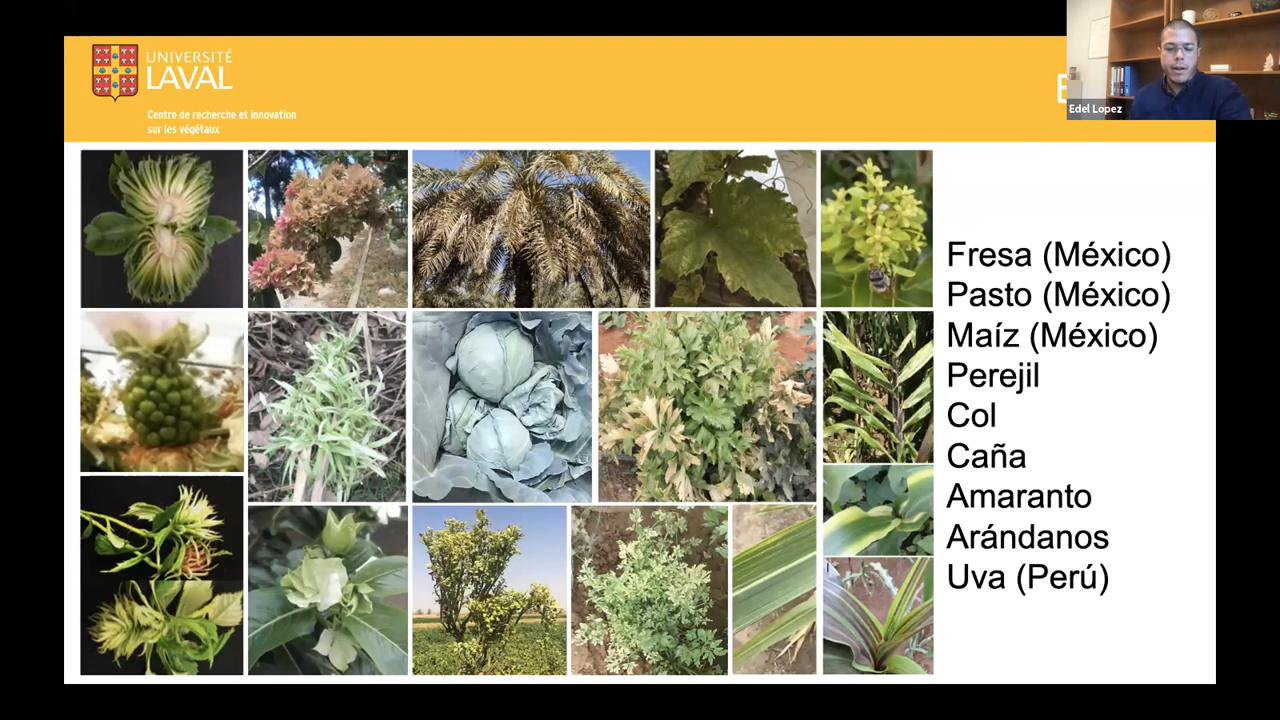 UNIVERSITÉ
LAVAL
Centre de recherche et innovation
sur les végétaux
Edel Lopez
Fresa (México)
Pasto (México)
Maíz (México)
Perejil
Col
Caña
Amaranto
Arándanos
Uva (Perú)